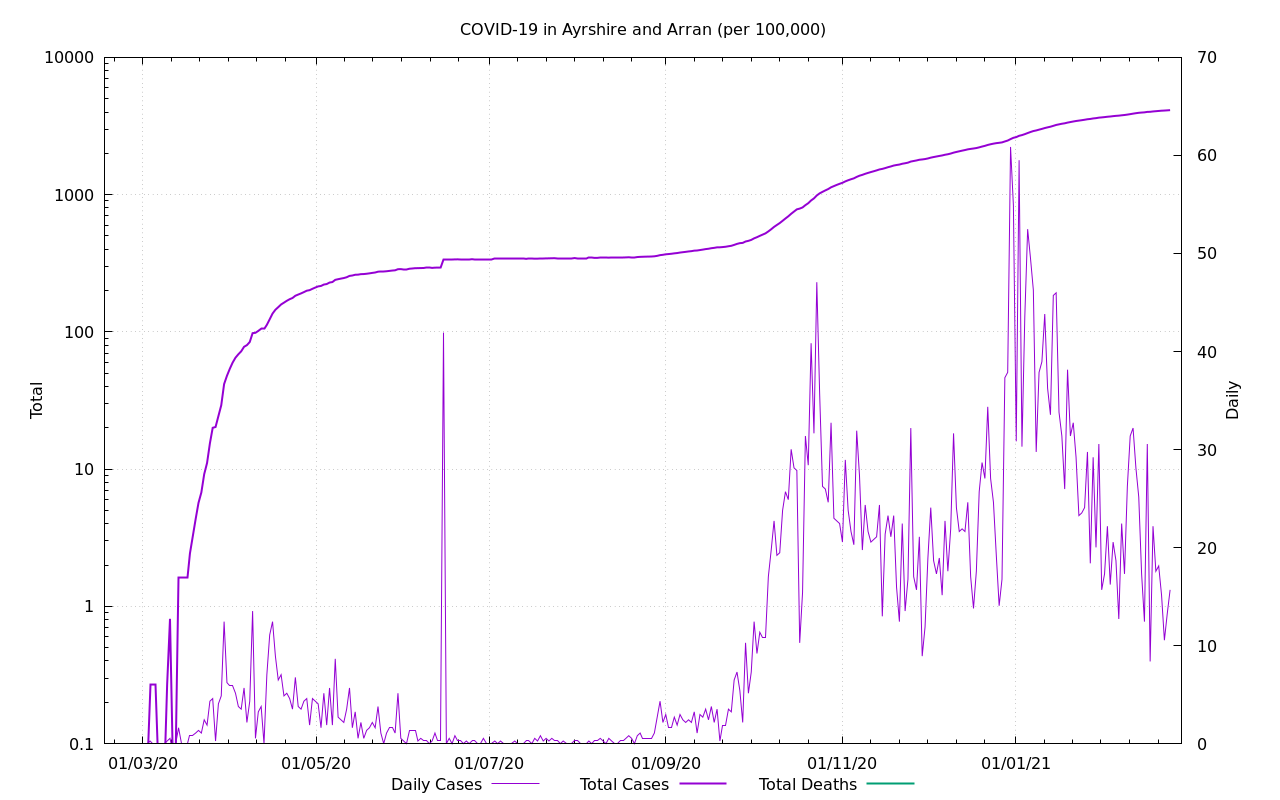 COVID-19 in Ayrshire and Arran (per 100,000)
10000
1000
100
10
1
0.1
Total
70
60
50
40
30
20
10
0
Daily
01/03/20 01/05/20 01/07/20 01/09/20 01/11/20 01/01/21
Daily Cases Total Cases Total Deaths